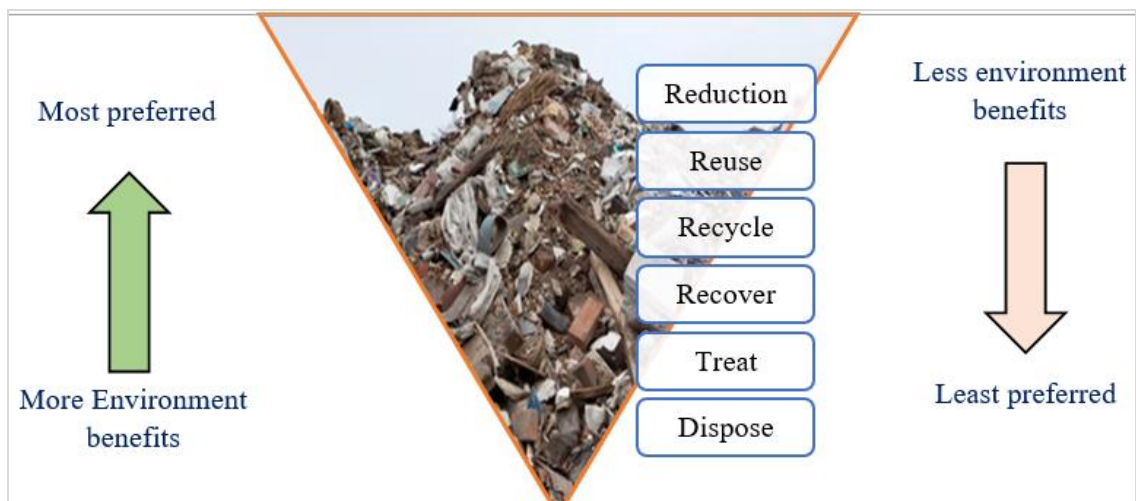 Most preferred
More Environment
benefits
Reduction
Reuse
Recycle
Recover
Treat
Dispose
Less environment
benefits
Least preferred